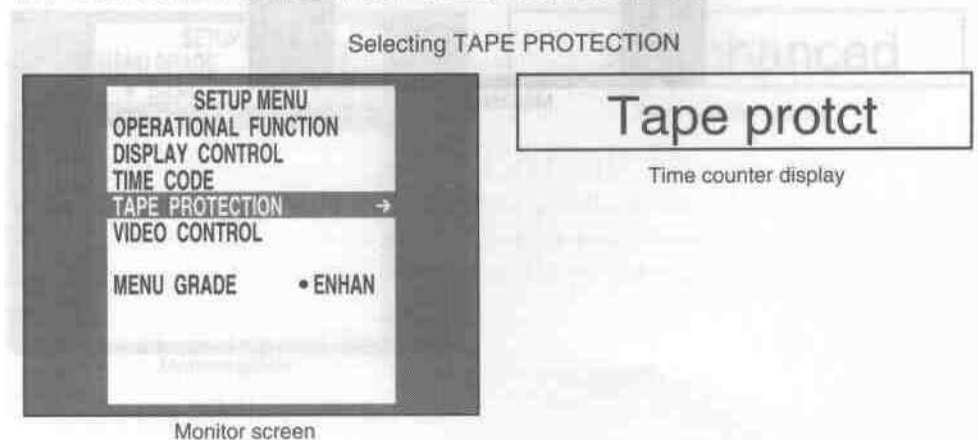 Selecting TAPE PROTECTION
SETUP MENU
OPERATIONAL FUNCTION
DISPLAY CONTROL
TIME CODE
TAPE PROTECTION →
VIDEO CONTROL
MENU GRADE • ENHAN
Monitor screen
Tape protct
Time counter display